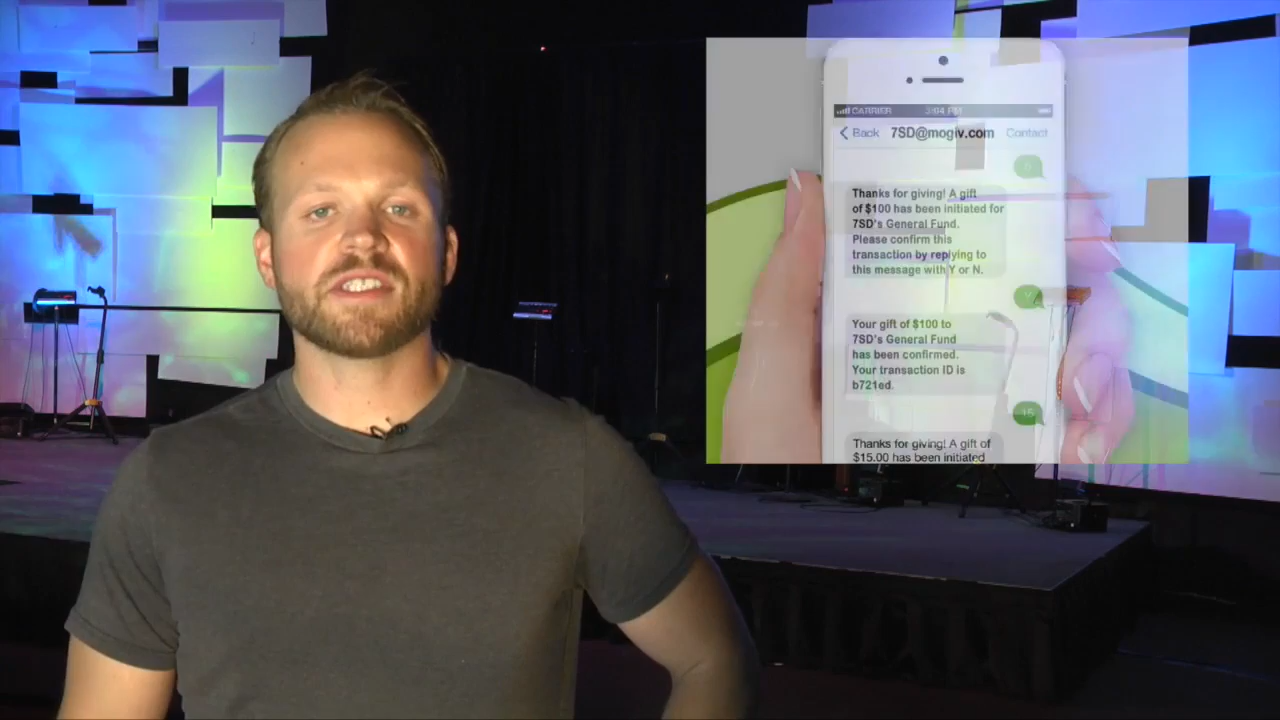 CARRIER 3:04 PM
Back 7SD@mogiv.com Contact
Thanks for giving! A gift
of $100 has been initiated for
7SD's General Fund.
Please confirm this
transaction by replying to
this message with Y or N.
Your gift of $100 to
7SD's General Fund
has been confirmed.
Your transaction ID is
b721ed.
15
Thanks for giving! A gift of
$15.00 has been initiated